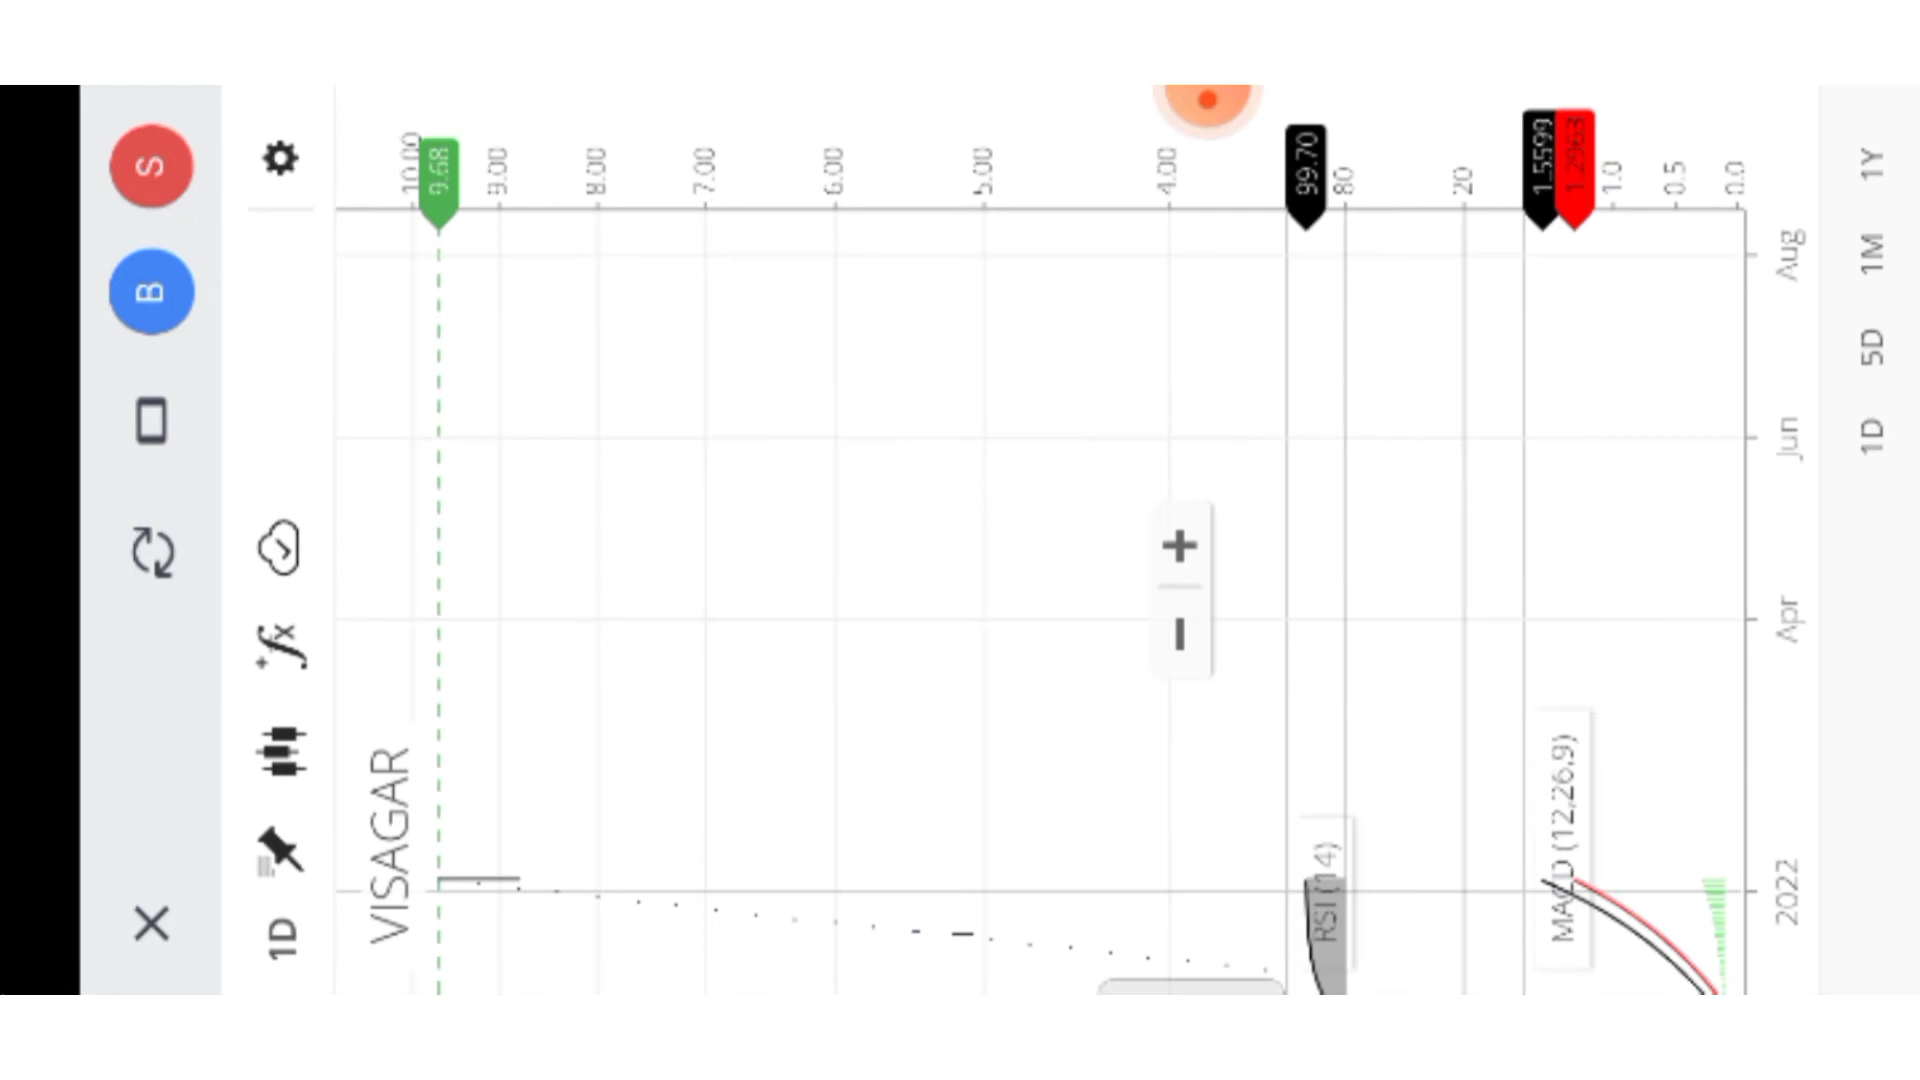 1D
VISAGAR
10.00
9.68
9.00
8.00
7.00
6.00
5.00
4.00
RSI (14)
99.70
80
20
MACD (12,26,9)
1.5599
1.2963
1.0
0.5
0.0
2022
Apr
Jun
Aug
1D
5D
1M
1Y
B
S